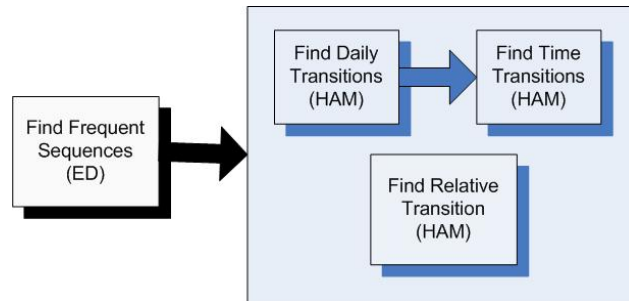 Find Frequent
Sequences
(ED)
Find Daily
Transitions
(HAM)
Find Time
Transitions
(HAM)
Find Relative
Transition
(HAM)